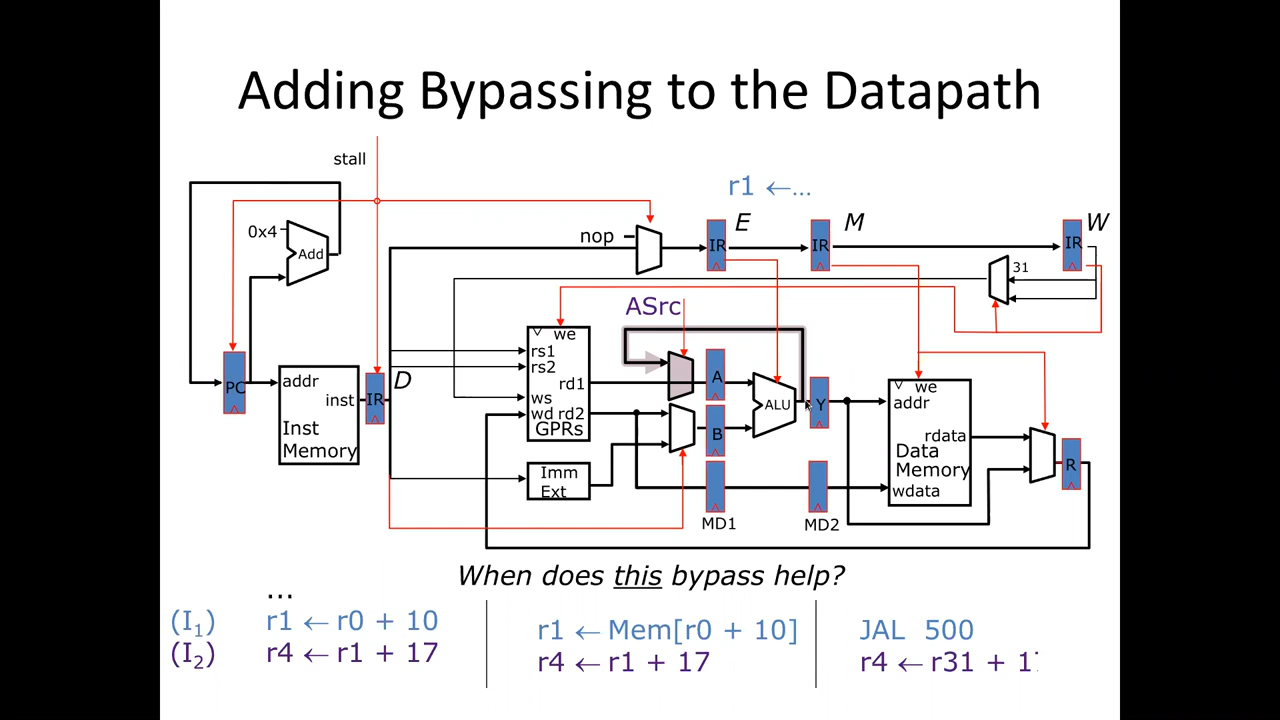 Adding Bypassing to the Datapath
stall
r1 ←...
E
M
W
0x4
Add
nop
IR
IR
IR
31
ASrc
we
rs1
rs2
rd1
ws
wd rd2
GPRs
PC
addr
inst
Inst
Memory
IR
D
A
B
ALU
Y
we
addr
rdata
Data
Memory
wdata
R
Imm
Ext
MD1
MD2
When does this bypass help?
...
(I1) r1 ← r0 + 10
(I2) r4 ← r1 + 17
r1 ← Mem[r0 + 10]
r4 ← r1 + 17
JAL 500
r4 ← r31 +